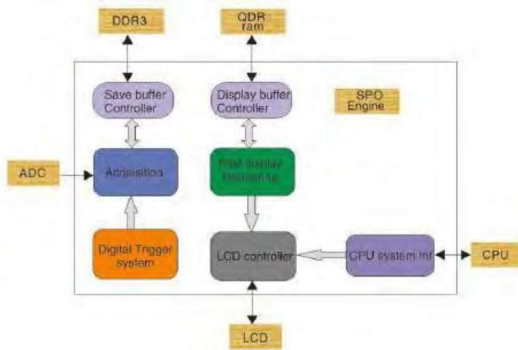 DDR3
QDR
ram
Save buffer
Controller
Display buffer
Controller
SPO
Engine
ADC
Acquisition
display
Digital Trigger
system
LCD controller
CPU system Inf
CPU
LCD